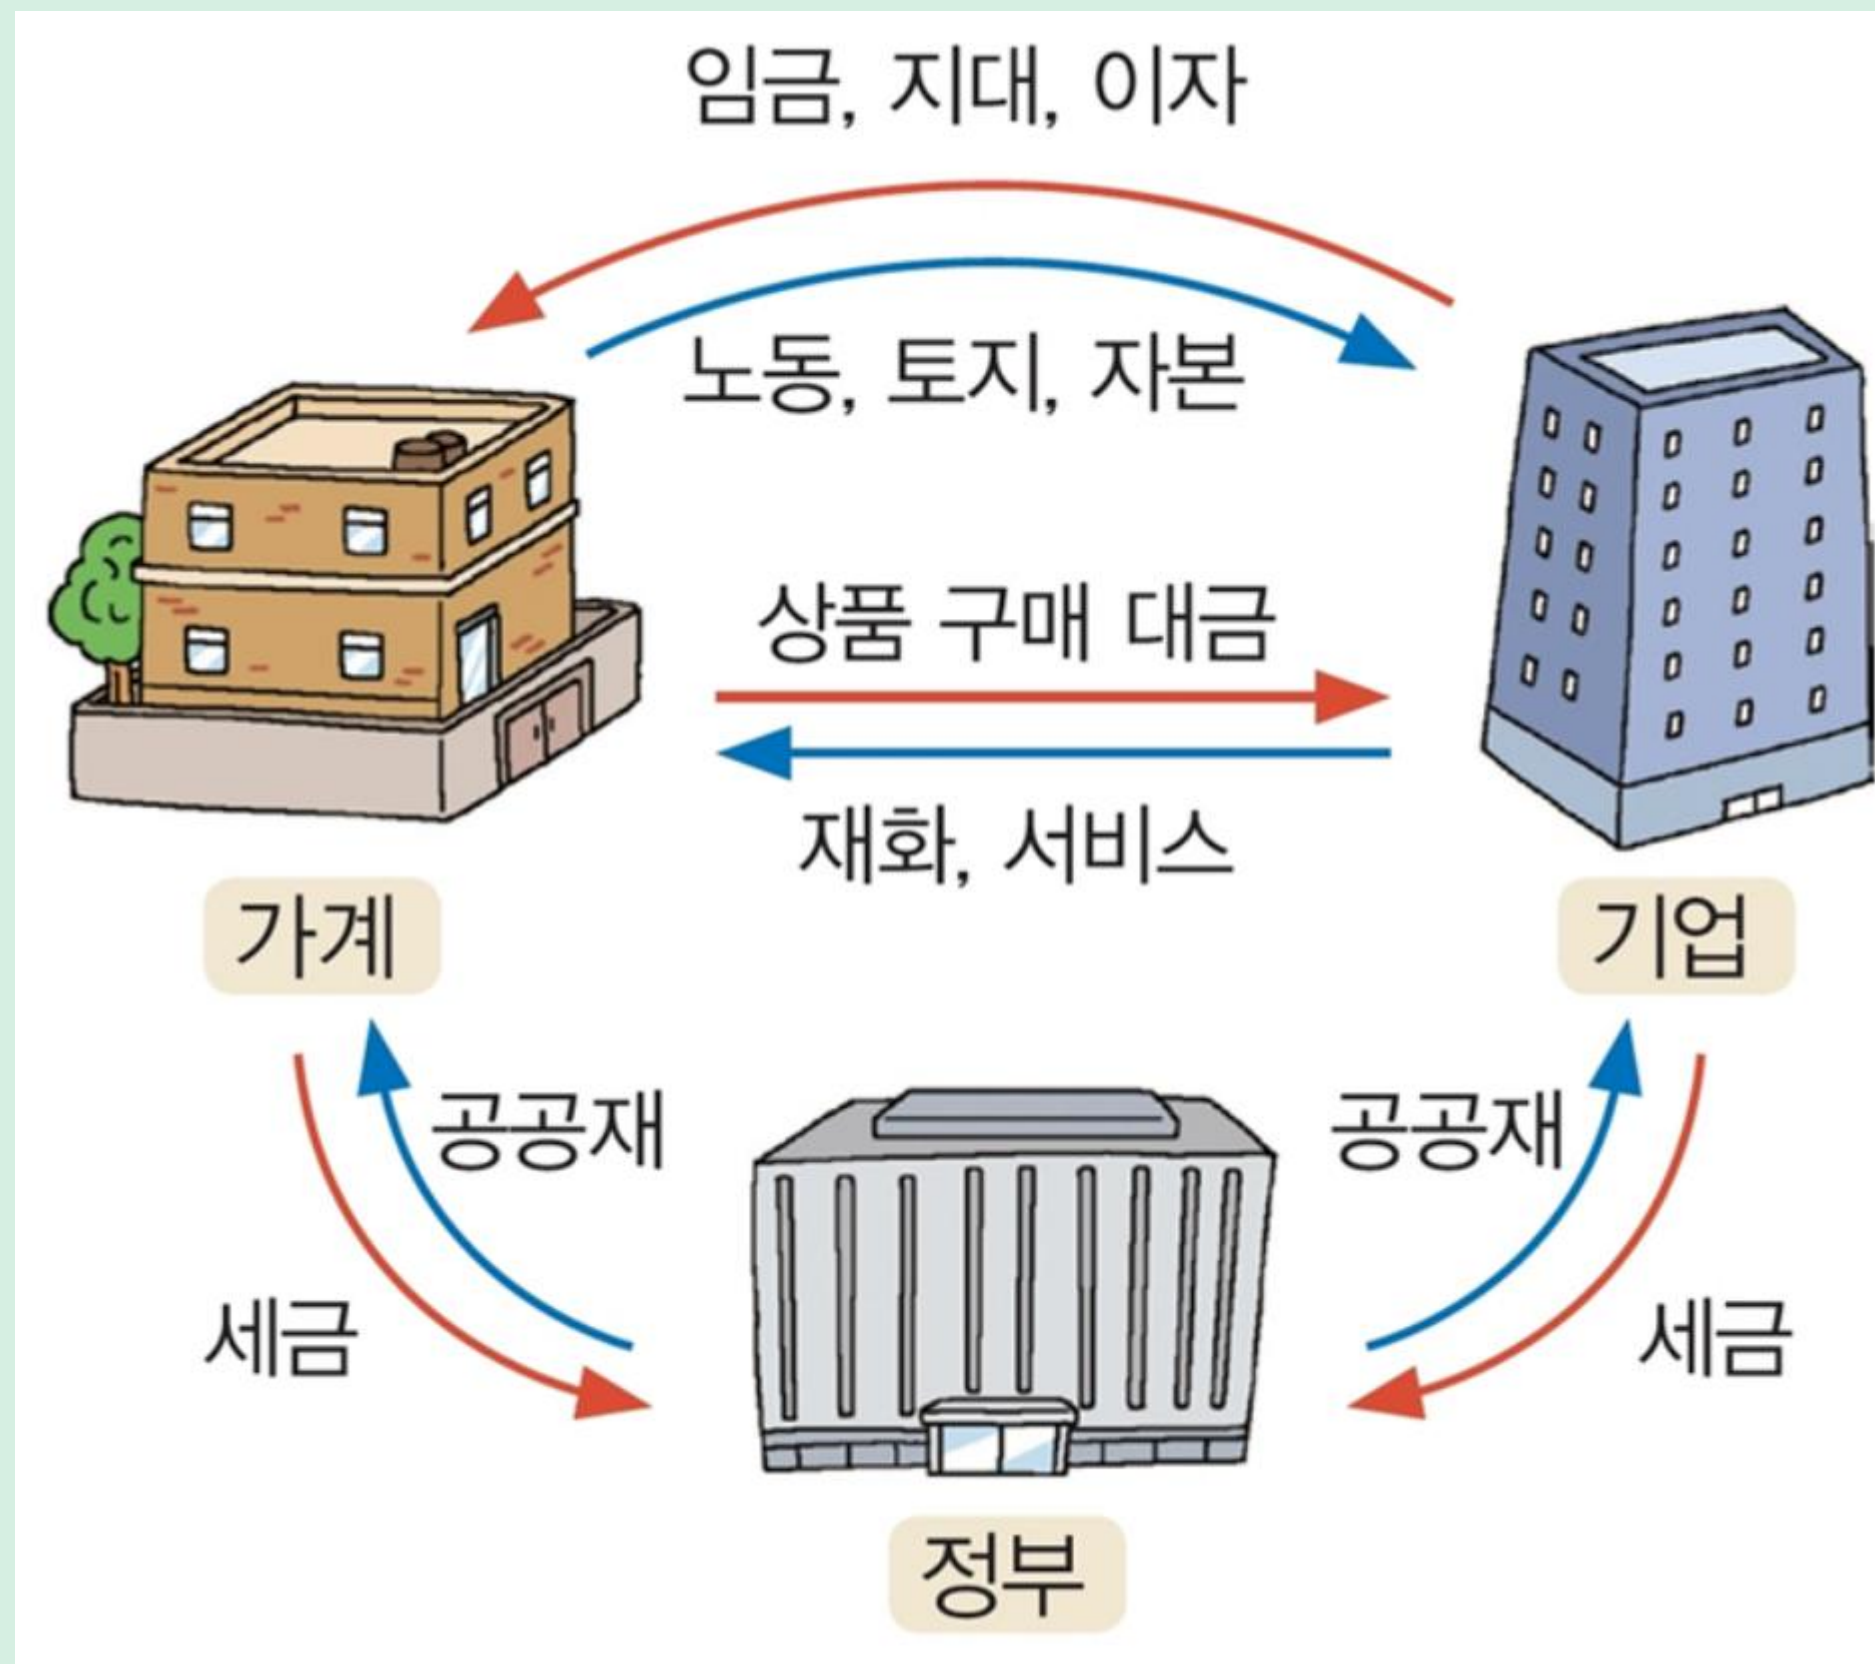 임금, 지대, 이자
노동, 토지, 자본
상품 구매 대금
재화, 서비스
가계
기업
공공재
공공재
세금
세금
정부